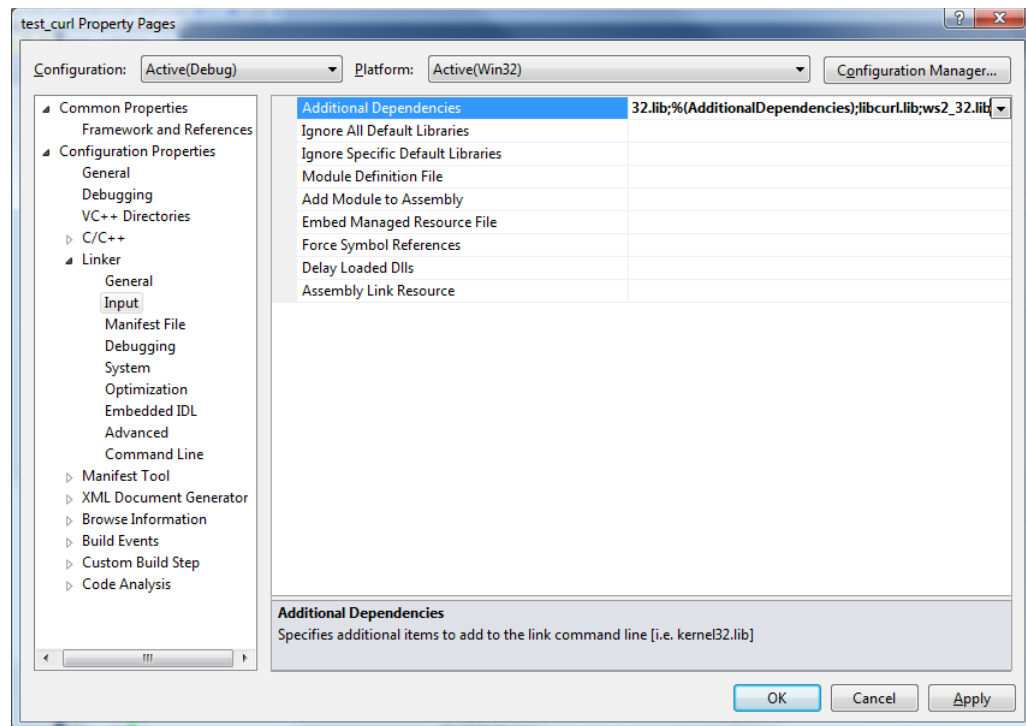 test_curl Property Pages
Configuration: Active(Debug) Platform: Active(Win32) Configuration Manager...
Common Properties
Framework and References
Configuration Properties
General
Debugging
VC++ Directories
C/C++
Linker
General
Input
Manifest File
Debugging
System
Optimization
Embedded IDL
Advanced
Command Line
Manifest Tool
XML Document Generator
Browse Information
Build Events
Custom Build Step
Code Analysis
Additional Dependencies 32.lib;%(AdditionalDependencies);libcurl.lib;ws2_32.lib
Ignore All Default Libraries
Ignore Specific Default Libraries
Module Definition File
Add Module to Assembly
Embed Managed Resource File
Force Symbol References
Delay Loaded Dlls
Assembly Link Resource
Additional Dependencies
Specifies additional items to add to the link command line [i.e. kernel32.lib]
OK Cancel Apply